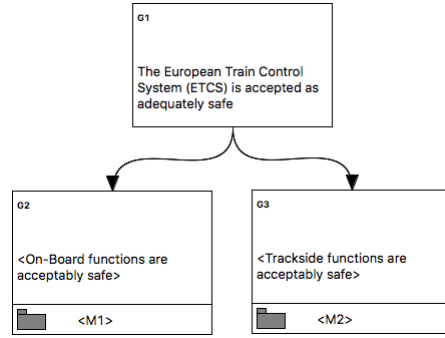 G1
The European Train Control
System (ETCS) is accepted as
adequately safe
G2
<On-Board functions are
acceptably safe>
<M1>
G3
<Trackside functions are
acceptably safe>
<M2>